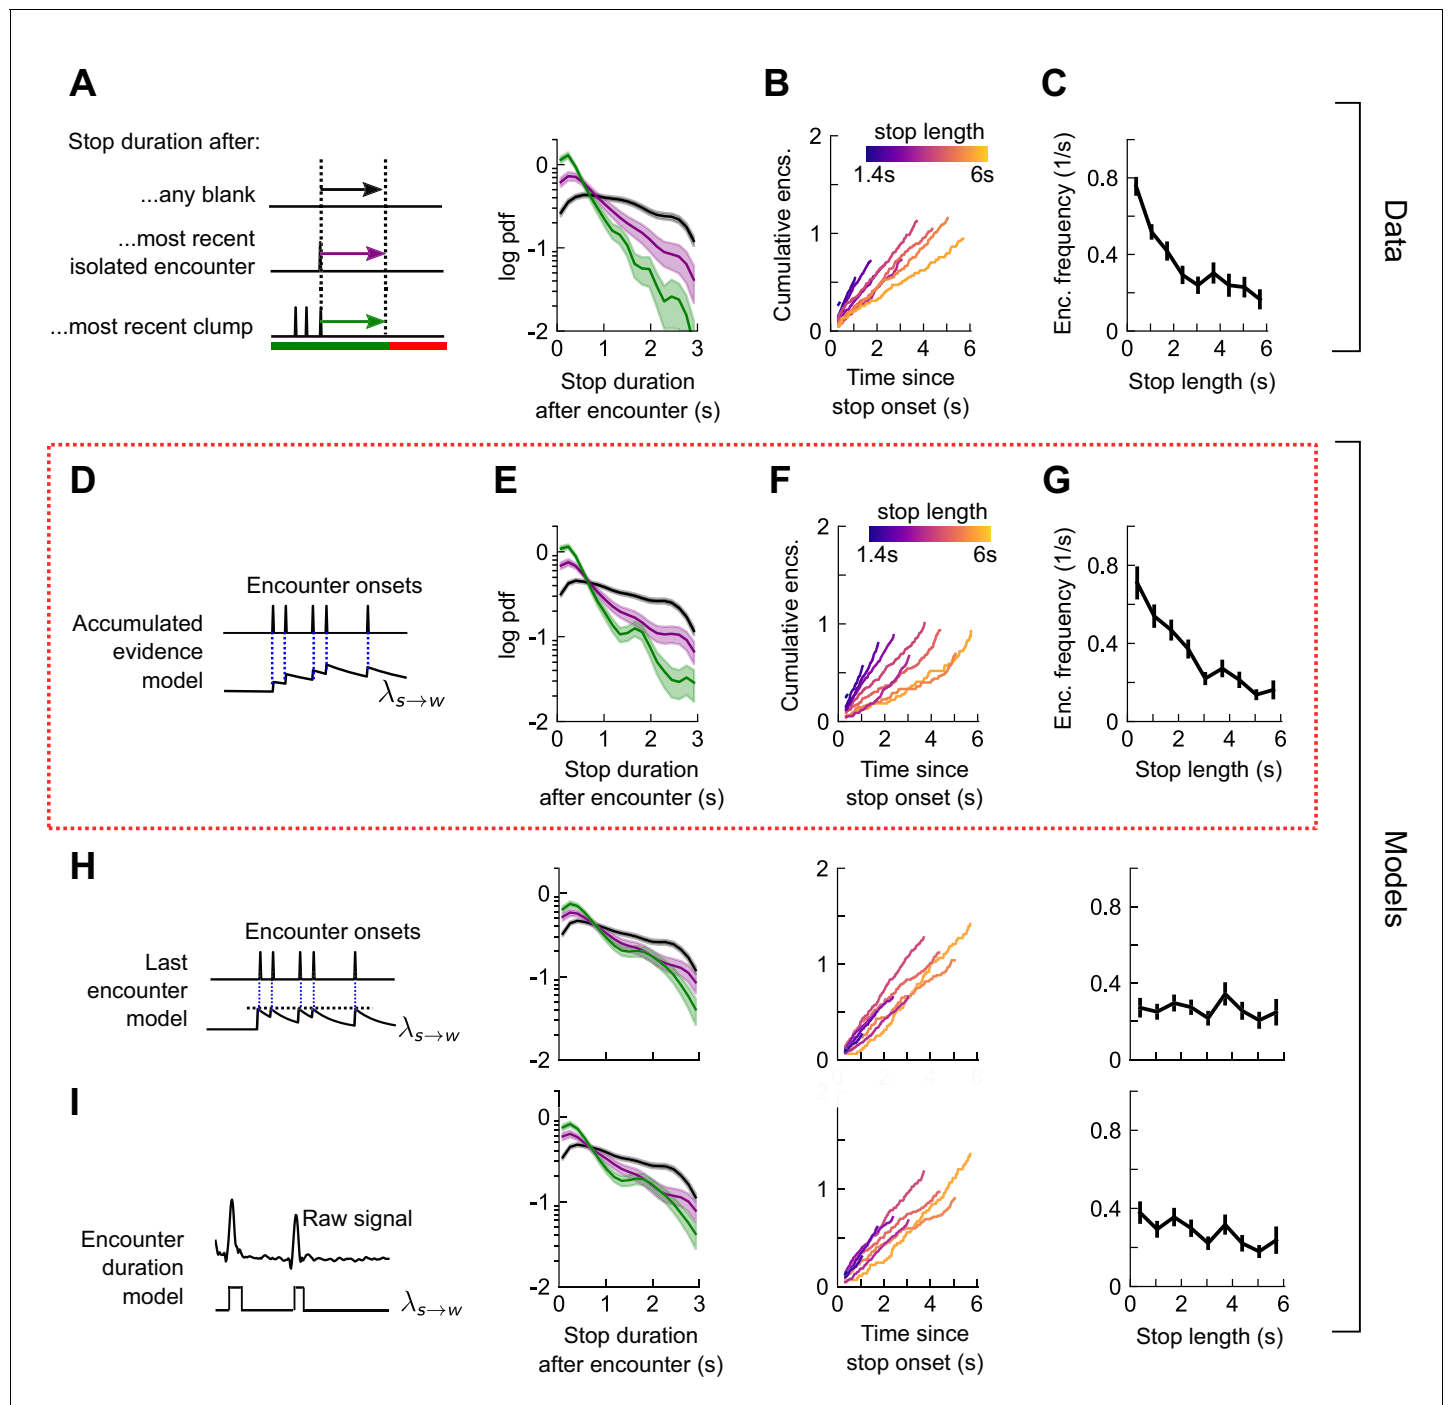 A
Stop duration after:
...any blank
...most recent
isolated encounter
...most recent clump
0
-1
-2
log pdf
0 1 2 3
Stop duration
after encounter (s)
B
2
1
0
Cumulative encs.
stop length
1.4s 6s
0 2 4 6
Time since
stop onset (s)
C
0.8
0.4
0
Enc. frequency (1/s)
0 2 4 6
Stop length (s)
Data
D
Encounter onsets
Accumulated
evidence
model
λs→w
E
0
-1
-2
log pdf
0 1 2 3
Stop duration
after encounter (s)
F
2
1
0
Cumulative encs.
stop length
1.4s 6s
0 2 4 6
Time since
stop onset (s)
G
0.8
0.4
0
Enc. frequency (1/s)
0 2 4 6
Stop length (s)
Models
H
Encounter onsets
Last
encounter
model
λs→w
0
-1
-2
2
1
0
0.8
0.4
0
I
Raw signal
Encounter
duration
model
λs→w
0
-1
-2
0 1 2 3
Stop duration
after encounter (s)
1
0
0 2 4 6
Time since
stop onset (s)
0.8
0.4
0
0 2 4 6
Stop length (s)